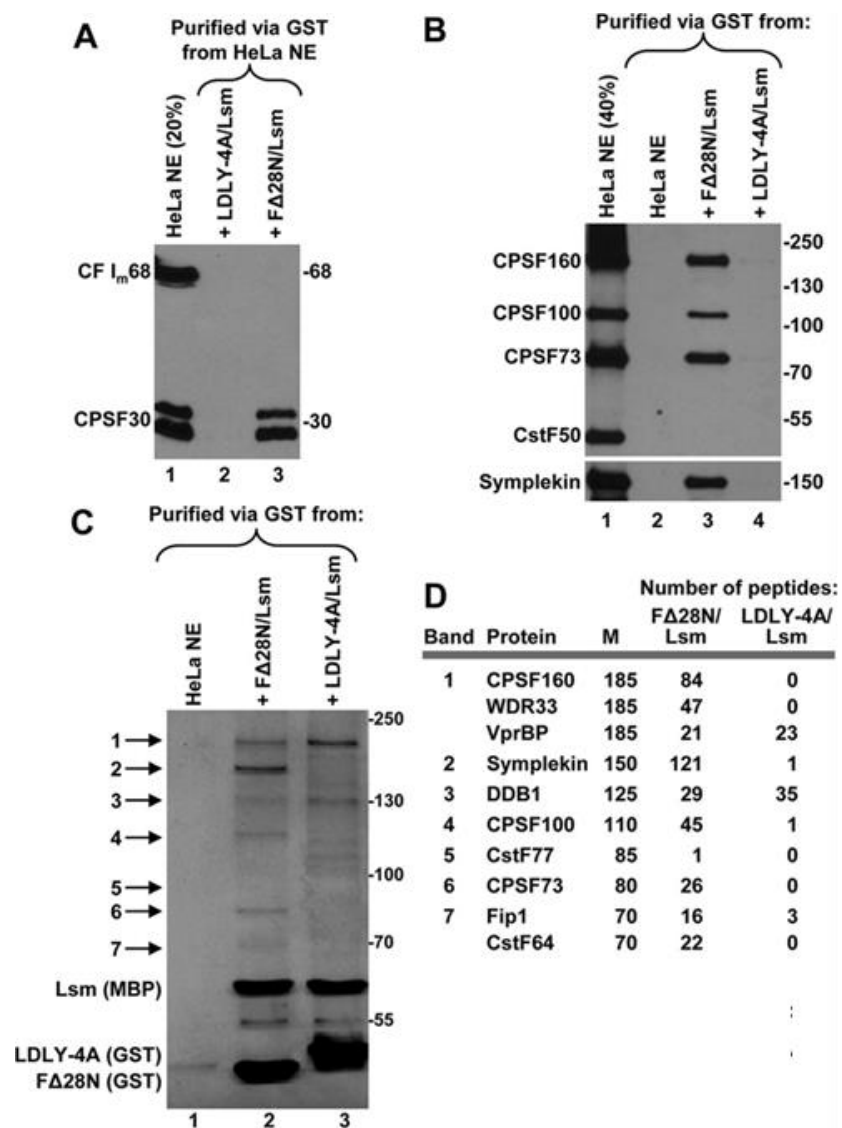 A
Purified via GST
from HeLa NE
HeLa NE (20%)
+ LDLY-4A/Lsm
+ FΔ28N/Lsm
CF Im68
-68
CPSF30
-30
1 2 3
B
Purified via GST from:
HeLa NE (40%)
HeLa NE
+ FΔ28N/Lsm
+ LDLY-4A/Lsm
-250
CPSF160
-130
CPSF100
-100
CPSF73
-70
-55
CstF50
Symplekin
-150
1 2 3 4
C
Purified via GST from:
HeLa NE
+ FΔ28N/Lsm
+ LDLY-4A/Lsm
-250
1
2
3
-130
4
-100
5
6
-70
7
Lsm (MBP)
-55
LDLY-4A (GST)
FΔ28N (GST)
1 2 3
D
Number of peptides:
FΔ28N/ LDLY-4A/
Band Protein M Lsm Lsm
1 CPSF160 185 84 0
WDR33 185 47 0
VprBP 185 21 23
2 Symplekin 150 121 1
3 DDB1 125 29 35
4 CPSF100 110 45 1
5 CstF77 85 1 0
6 CPSF73 80 26 0
7 Fip1 70 16 3
CstF64 70 22 0